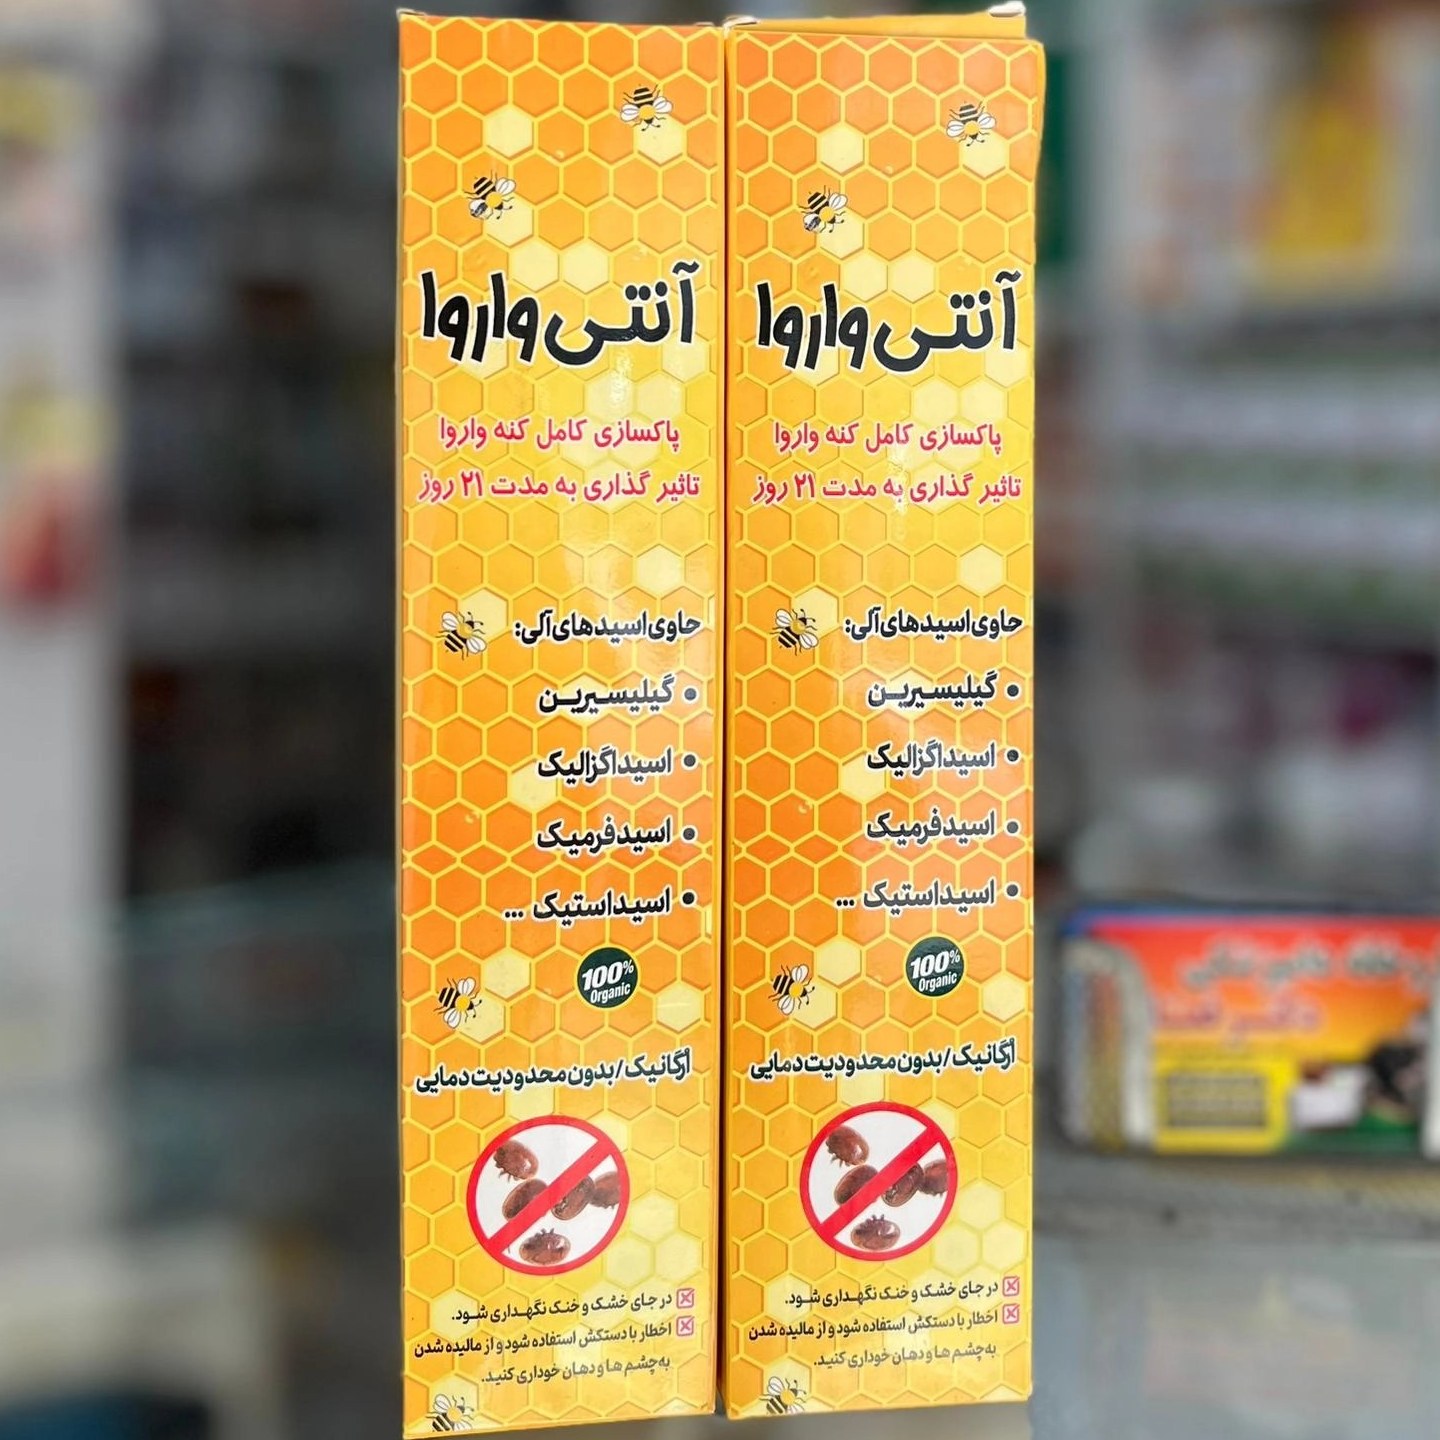 آنتی واروا
پاکسازی کامل کنه واروا
تاثیر گذاری به مدت ۲۱ روز
حاوی اسیدهای آلی:
• گیلیسیرین
• اسیداگزالیک
• اسیدفرمیک
• اسیداستیک ...
100%
Organic
ارگانیک/بدون محدودیت دمایی
در جای خشک و خنک نگهداری شود.
اخطار با دستکش استفاده شود و از مالیده شدن
به چشم ها و دهان خوداری کنید.
آنتی واروا
پاکسازی کامل کنه واروا
تاثیر گذاری به مدت ۲۱ روز
حاوی اسیدهای آلی:
• گیلیسیرین
• اسیداگزالیک
• اسیدفرمیک
• اسیداستیک ...
100%
Organic
ارگانیک/بدون محدودیت دمایی
در جای خشک و خنک نگهداری شود.
اخطار با دستکش استفاده شود و از مالیده شدن
به چشم ها و دهان خوداری کنید.